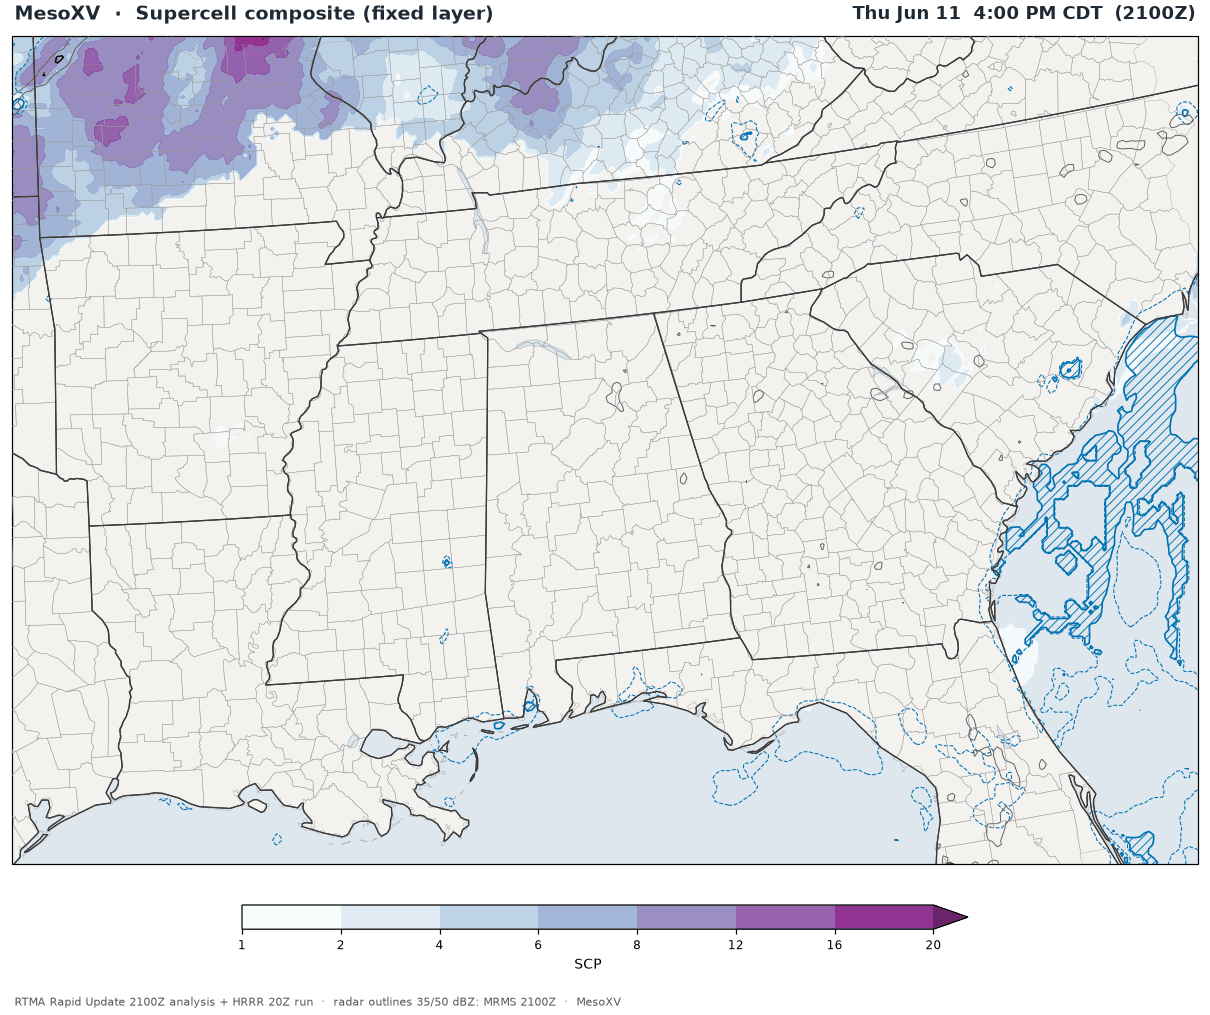 MesoXV · Supercell composite (fixed layer)
Thu Jun 11 4:00 PM CDT (2100Z)
1 2 4 6 8 12 16 20
SCP
RTMA Rapid Update 2100Z analysis + HRRR 20Z run · radar outlines 35/50 dBZ: MRMS 2100Z · MesoXV